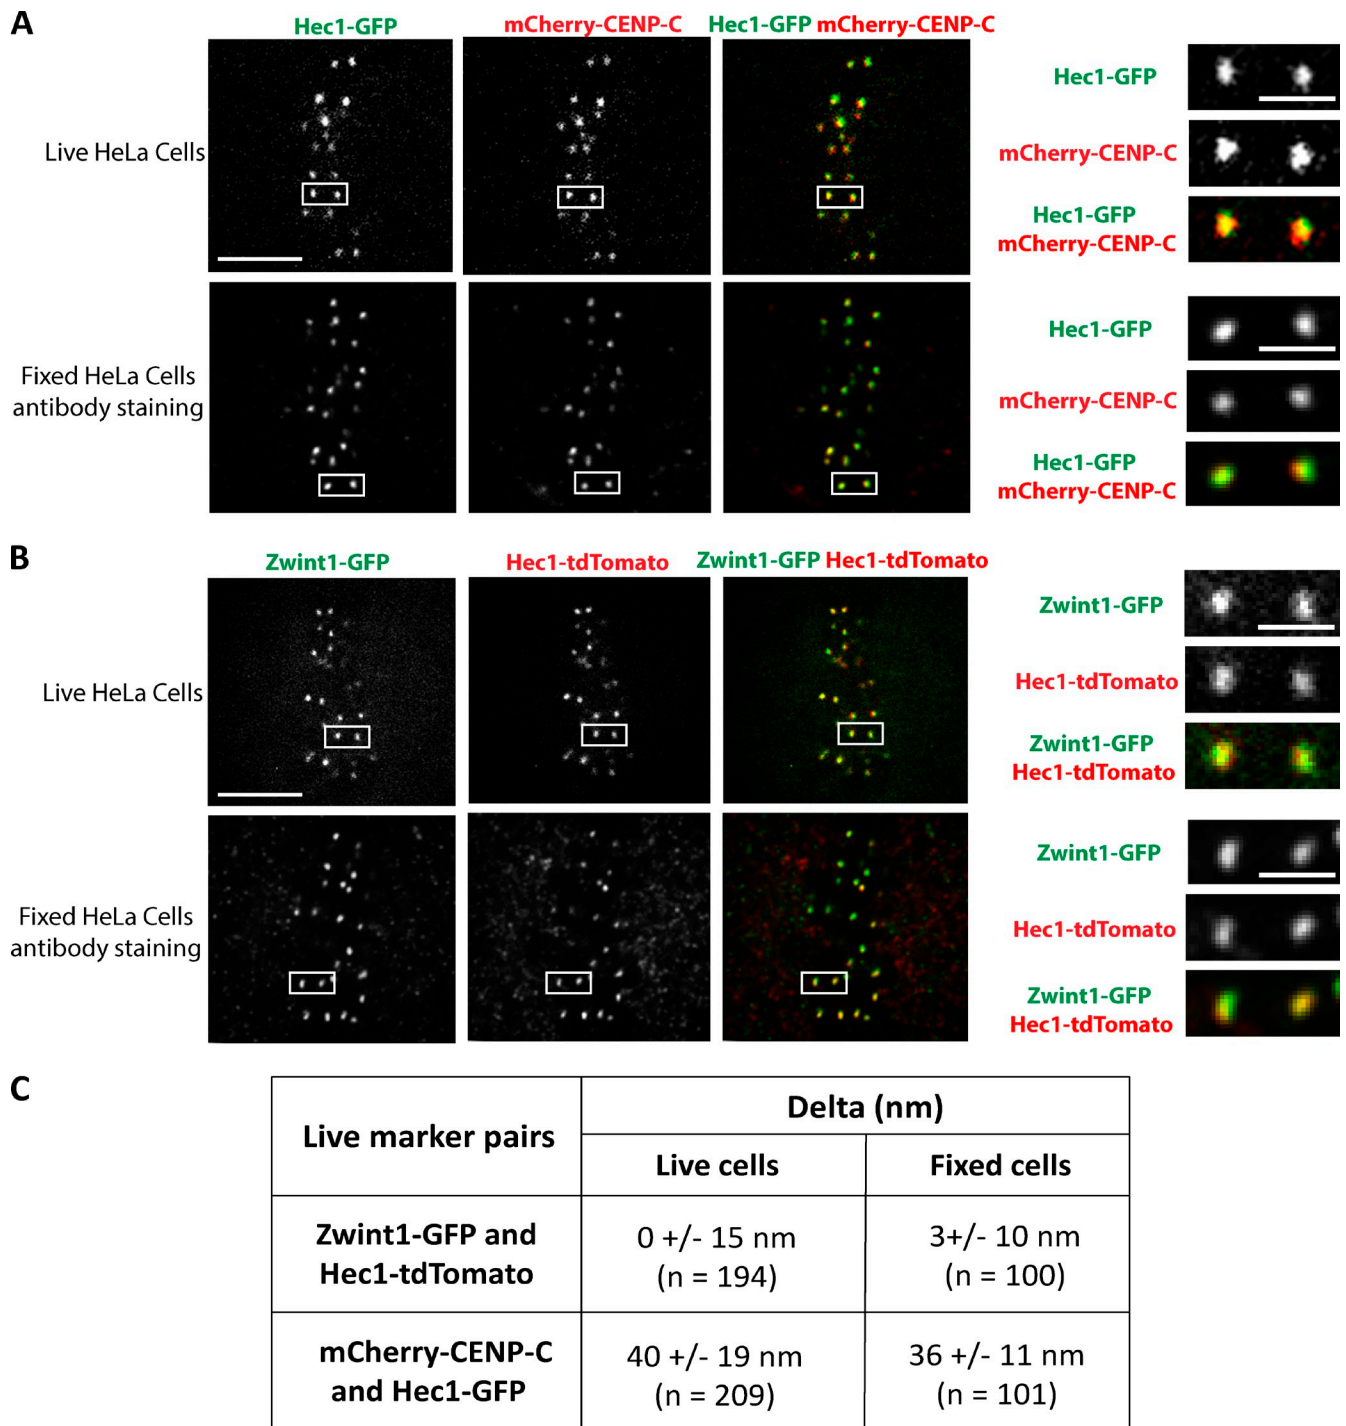 A
Hec1-GFP
mCherry-CENP-C
Hec1-GFP mCherry-CENP-C
Live HeLa Cells
Hec1-GFP
mCherry-CENP-C
Hec1-GFP
mCherry-CENP-C
Fixed HeLa Cells
antibody staining
Hec1-GFP
mCherry-CENP-C
Hec1-GFP
mCherry-CENP-C
B
Zwint1-GFP
Hec1-tdTomato
Zwint1-GFP Hec1-tdTomato
Live HeLa Cells
Zwint1-GFP
Hec1-tdTomato
Zwint1-GFP
Hec1-tdTomato
Fixed HeLa Cells
antibody staining
Zwint1-GFP
Hec1-tdTomato
Zwint1-GFP
Hec1-tdTomato
C
Live marker pairs
Delta (nm)
Live cells
Fixed cells
Zwint1-GFP and
Hec1-tdTomato
0 +/- 15 nm
(n = 194)
3+/- 10 nm
(n = 100)
mCherry-CENP-C
and Hec1-GFP
40 +/- 19 nm
(n = 209)
36 +/- 11 nm
(n = 101)